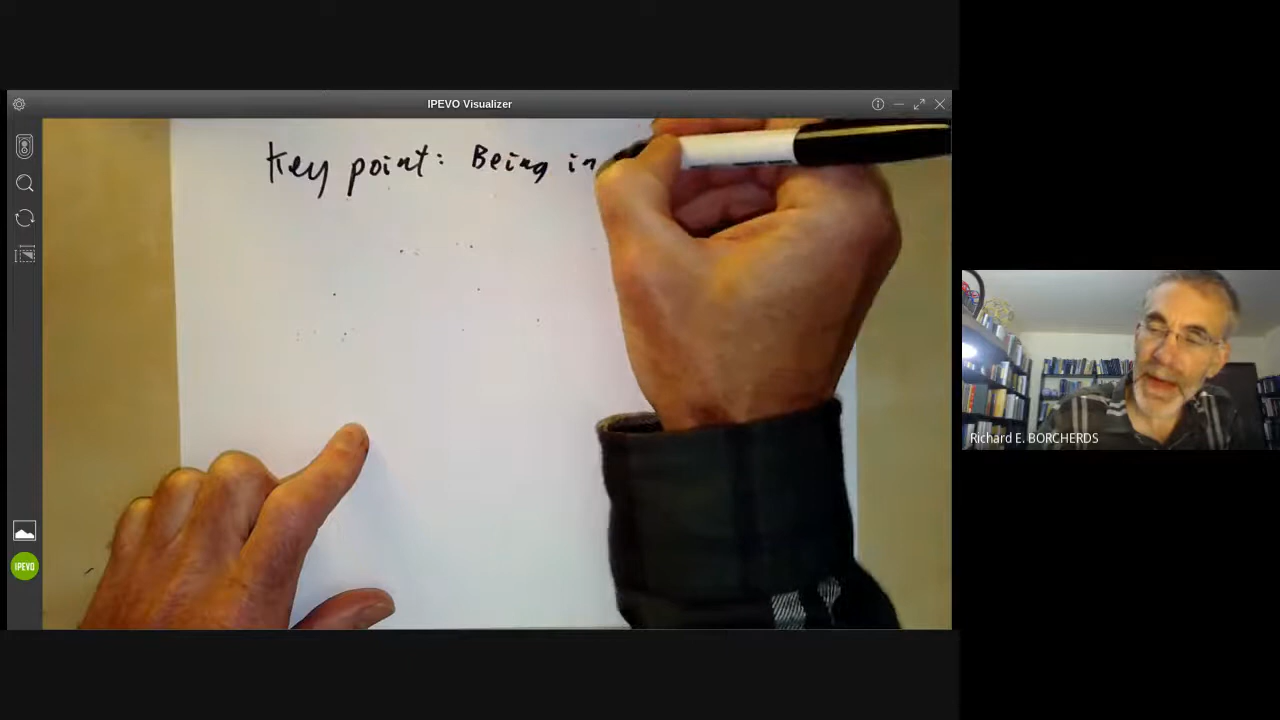 IPEVO Visualizer
Key point: Being in
IPEVO
Richard E. BORCHERDS